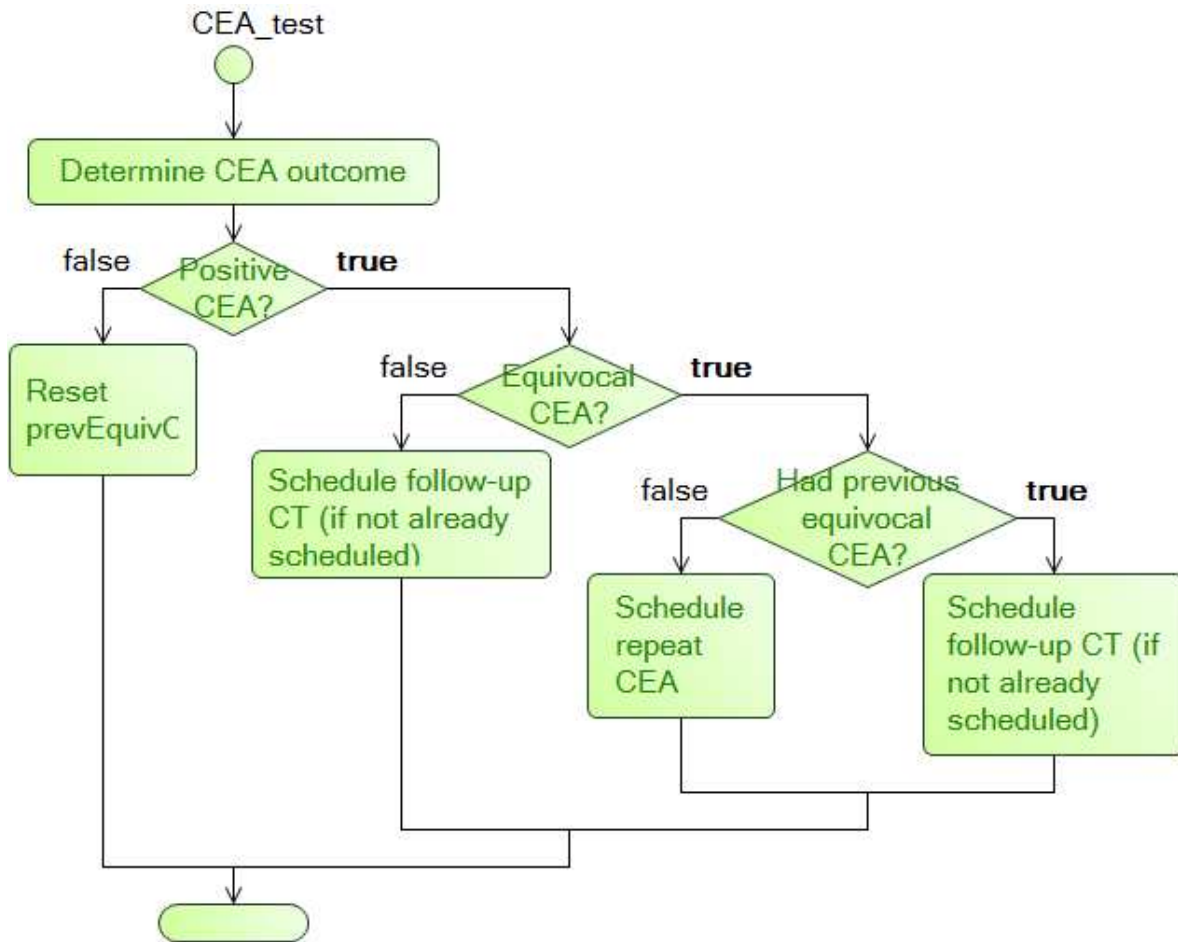 CEA_test
Determine CEA outcome
false
true
Positive
CEA?
false
true
Equivocal
CEA?
Reset
prevEquivC
Schedule follow-up
CT (if not already
scheduled)
false
true
Had previous
equivocal
CEA?
Schedule
repeat
CEA
Schedule
follow-up CT (if
not already
scheduled)